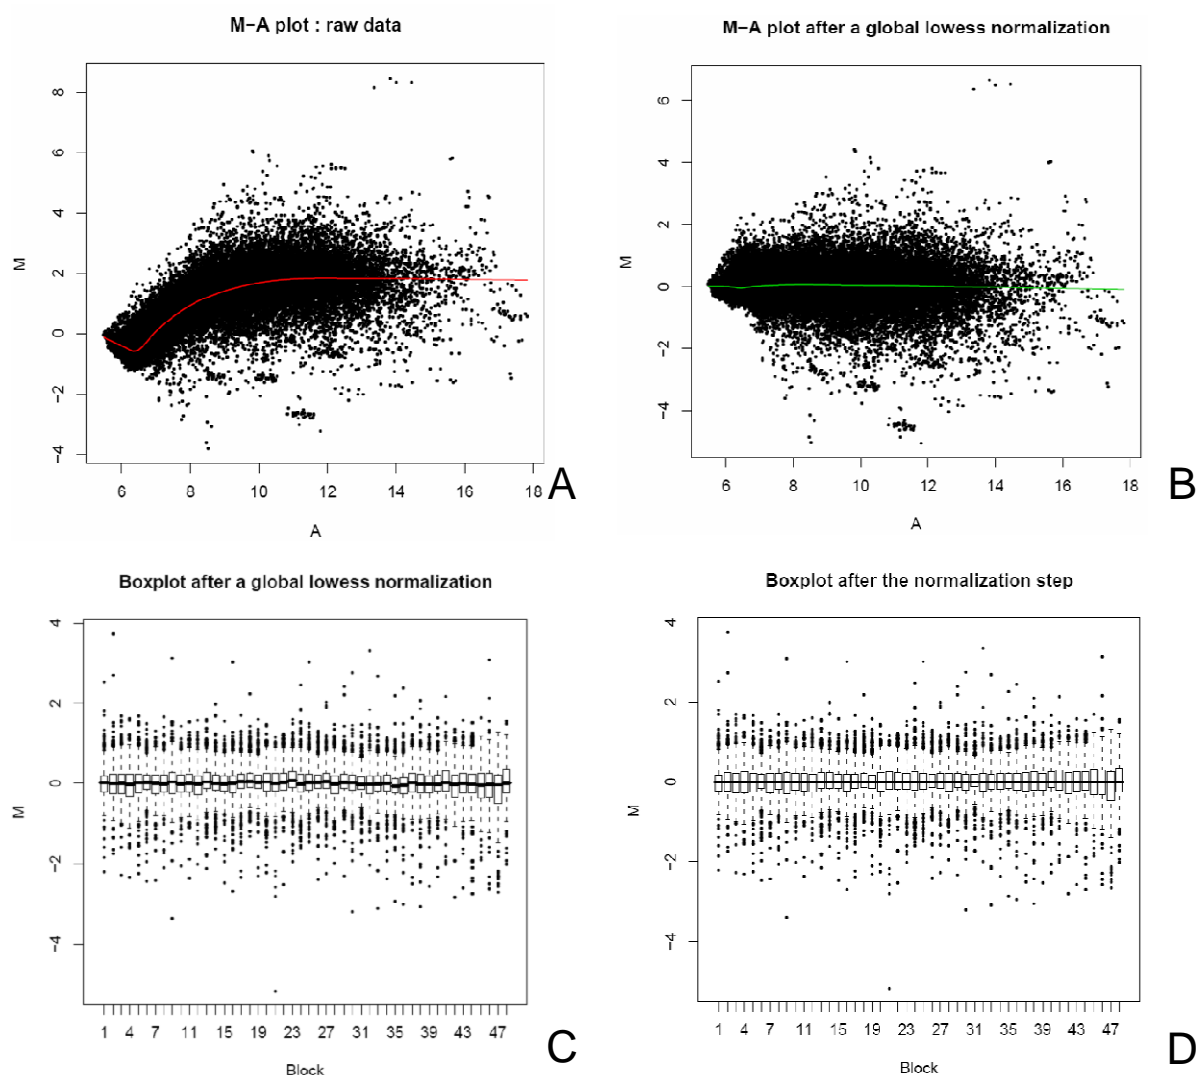 M−A plot : raw data
M
8
6
4
2
0
−2
−4
6
8
10
12
14
16
18
A
A
M−A plot after a global lowess normalization
M
6
4
2
0
−2
−4
6
8
10
12
14
16
18
A
B
Boxplot after a global lowess normalization
M
4
2
0
−2
−4
1 4 7 11 15 19 23 27 31 35 39 43 47
Block
C
Boxplot after the normalization step
M
4
2
0
−2
−4
1 4 7 11 15 19 23 27 31 35 39 43 47
Block
D